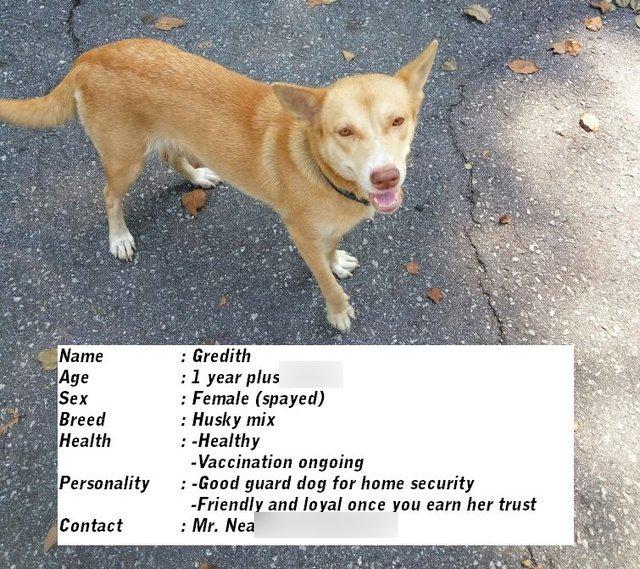 Name : Gredith
Age : 1 year plus
Sex : Female (spayed)
Breed : Husky mix
Health : -Healthy
-Vaccination ongoing
Personality : -Good guard dog for home security
-Friendly and loyal once you earn her trust
Contact : Mr. Nea